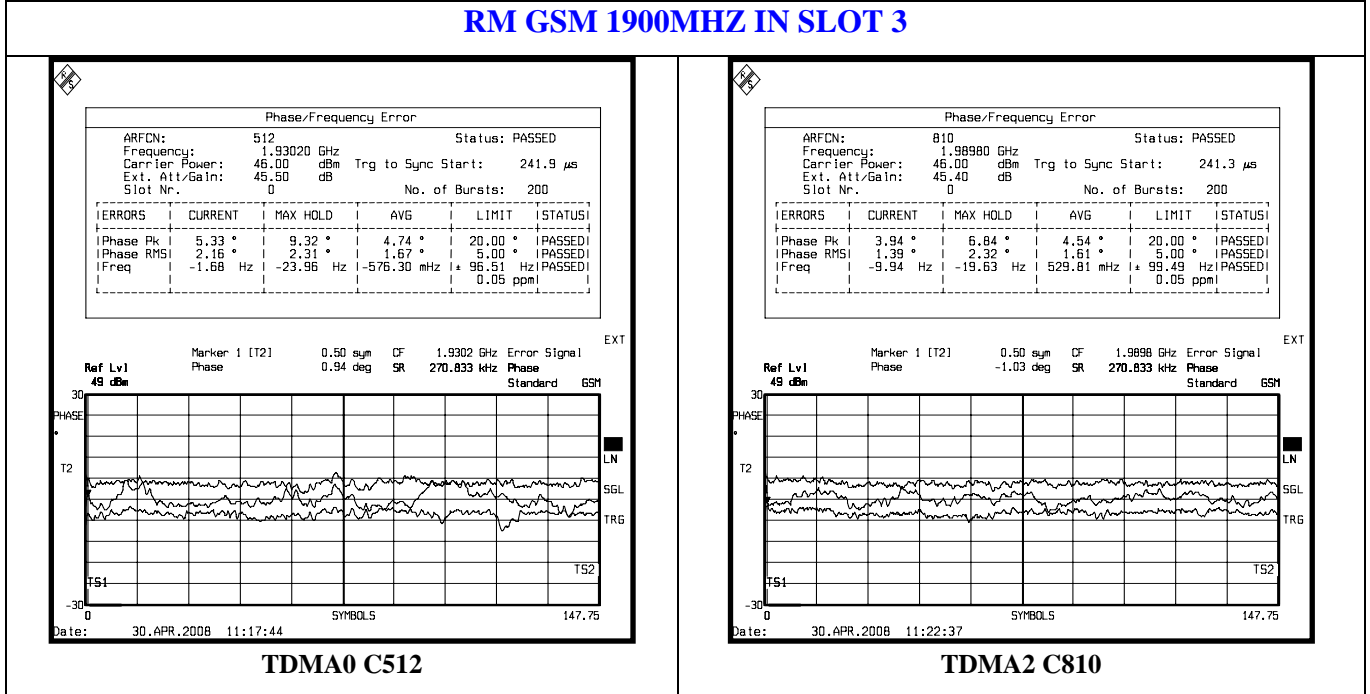 RM GSM 1900MHZ IN SLOT 3
R/S
Phase/Frequency Error
ARFCN: 512 Status: PASSED
Frequency: 1.93020 GHz
Carrier Power: 46.00 dBm Trg to Sync Start: 241.9 µs
Ext. Att/Gain: 45.50 dB
Slot Nr. 0 No. of Bursts: 200
ERRORS CURRENT MAX HOLD AVG LIMIT STATUS
Phase Pk 5.33 ° 9.32 ° 4.74 ° 20.00 ° PASSED
Phase RMS 2.16 ° 2.31 ° 1.67 ° 5.00 ° PASSED
Freq -1.68 Hz -23.96 Hz -576.30 mHz ± 96.51 Hz PASSED
0.05 ppm
EXT
Marker 1 [T2] 0.50 sym CF 1.9302 GHz Error Signal
Ref Lvl Phase 0.94 deg SR 270.833 kHz Phase
49 dBm Standard GSM
30
PHASE
°
T2
LN
SGL
TRG
TS2
TS1
-30
0 SYMBOLS 147.75
Date: 30.APR.2008 11:17:44
TDMA0 C512
R/S
Phase/Frequency Error
ARFCN: 810 Status: PASSED
Frequency: 1.98980 GHz
Carrier Power: 46.00 dBm Trg to Sync Start: 241.3 µs
Ext. Att/Gain: 45.40 dB
Slot Nr. 0 No. of Bursts: 200
ERRORS CURRENT MAX HOLD AVG LIMIT STATUS
Phase Pk 3.94 ° 6.84 ° 4.54 ° 20.00 ° PASSED
Phase RMS 1.39 ° 2.32 ° 1.61 ° 5.00 ° PASSED
Freq -9.94 Hz -19.63 Hz 529.81 mHz ± 99.49 Hz PASSED
0.05 ppm
EXT
Marker 1 [T2] 0.50 sym CF 1.9898 GHz Error Signal
Ref Lvl Phase -1.03 deg SR 270.833 kHz Phase
49 dBm Standard GSM
30
PHASE
°
T2
LN
SGL
TRG
TS2
TS1
-30
0 SYMBOLS 147.75
Date: 30.APR.2008 11:22:37
TDMA2 C810